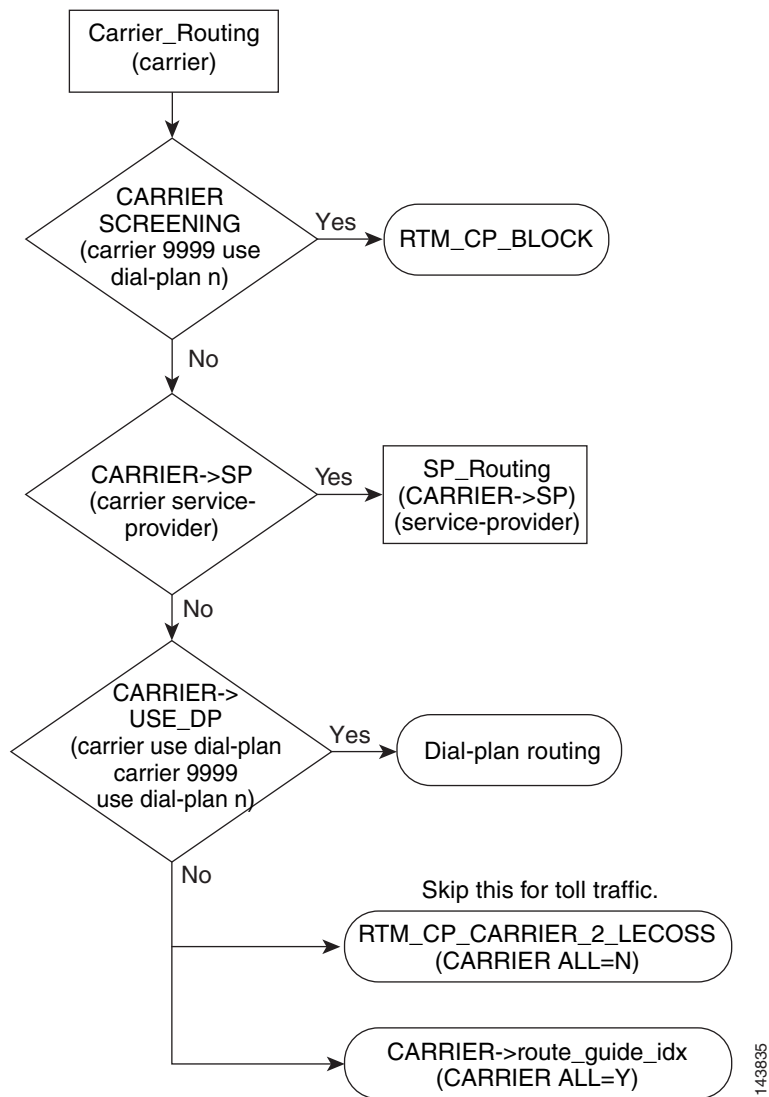 Carrier_Routing
(carrier)
CARRIER
SCREENING
(carrier 9999 use
dial-plan n)
Yes
RTM_CP_BLOCK
No
CARRIER->SP
(carrier service-
provider)
Yes
SP_Routing
(CARRIER->SP)
(service-provider)
No
CARRIER->
USE_DP
(carrier use dial-plan
carrier 9999
use dial-plan n)
Yes
Dial-plan routing
No
Skip this for toll traffic.
RTM_CP_CARRIER_2_LECOSS
(CARRIER ALL=N)
CARRIER->route_guide_idx
(CARRIER ALL=Y)
143835